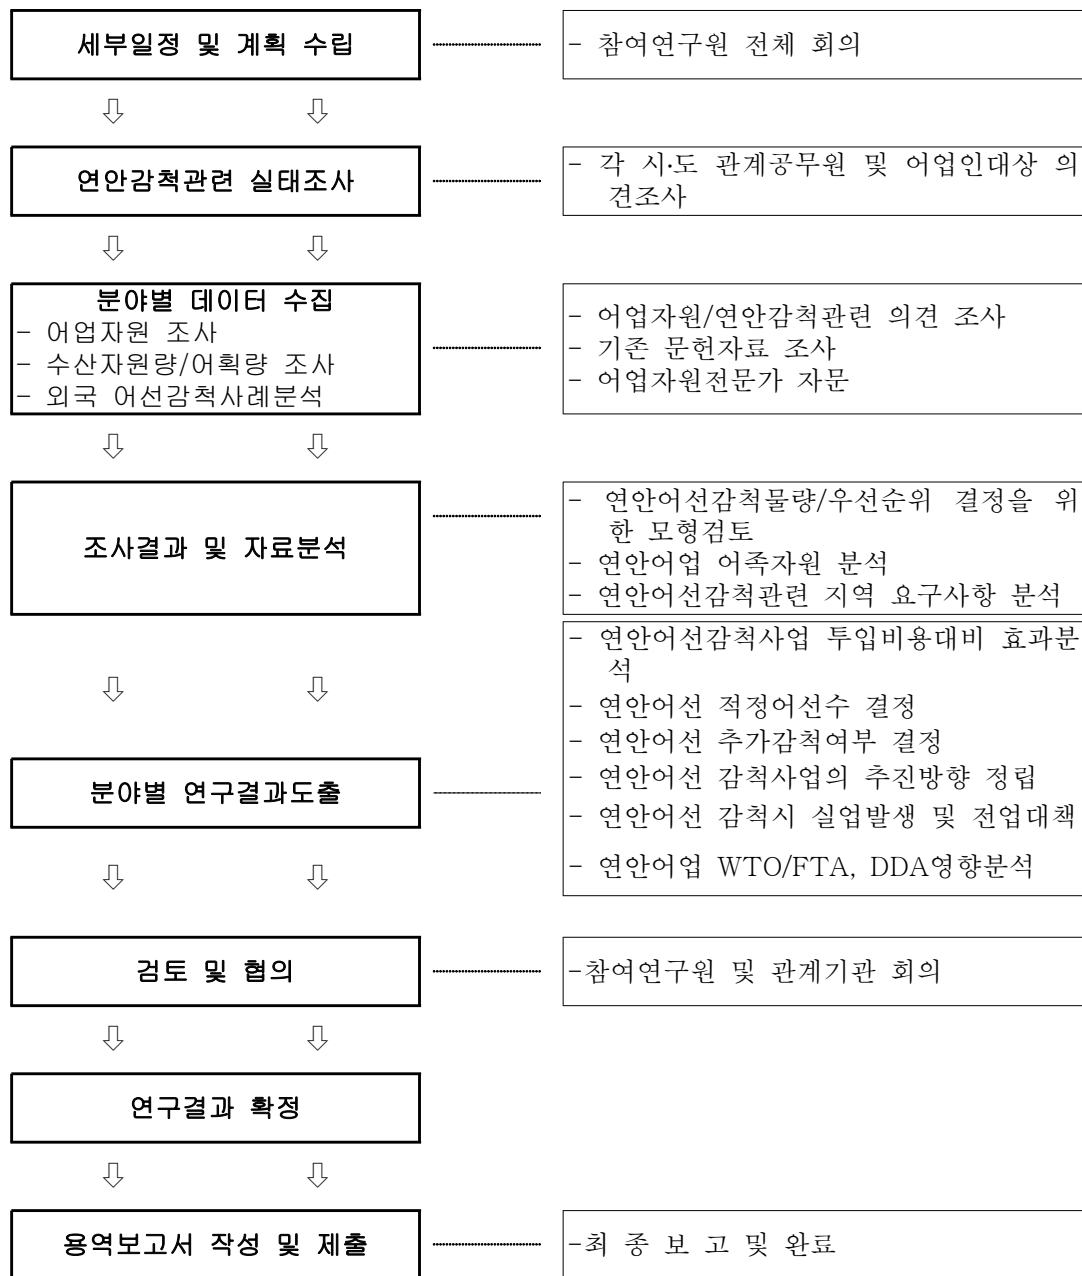 세부일정 및 계획 수립
- 참여연구원 전체 회의
연안감척관련 실태조사
- 각 시·도 관계공무원 및 어업인대상 의
견조사
분야별 데이터 수집
- 어업자원 조사
- 수산자원량/어획량 조사
- 외국 어선감척사례분석
- 어업자원/연안감척관련 의견 조사
- 기존 문헌자료 조사
- 어업자원전문가 자문
조사결과 및 자료분석
- 연안어선감척물량/우선순위 결정을 위
한 모형검토
- 연안어업 어족자원 분석
- 연안어선감척관련 지역 요구사항 분석
분야별 연구결과도출
- 연안어선감척사업 투입비용대비 효과분
석
- 연안어선 적정어선수 결정
- 연안어선 추가감척여부 결정
- 연안어선 감척사업의 추진방향 정립
- 연안어선 감척시 실업발생 및 전업대책
- 연안어업 WTO/FTA, DDA영향분석
검토 및 협의
-참여연구원 및 관계기관 회의
연구결과 확정
용역보고서 작성 및 제출
-최 종 보 고 및 완료